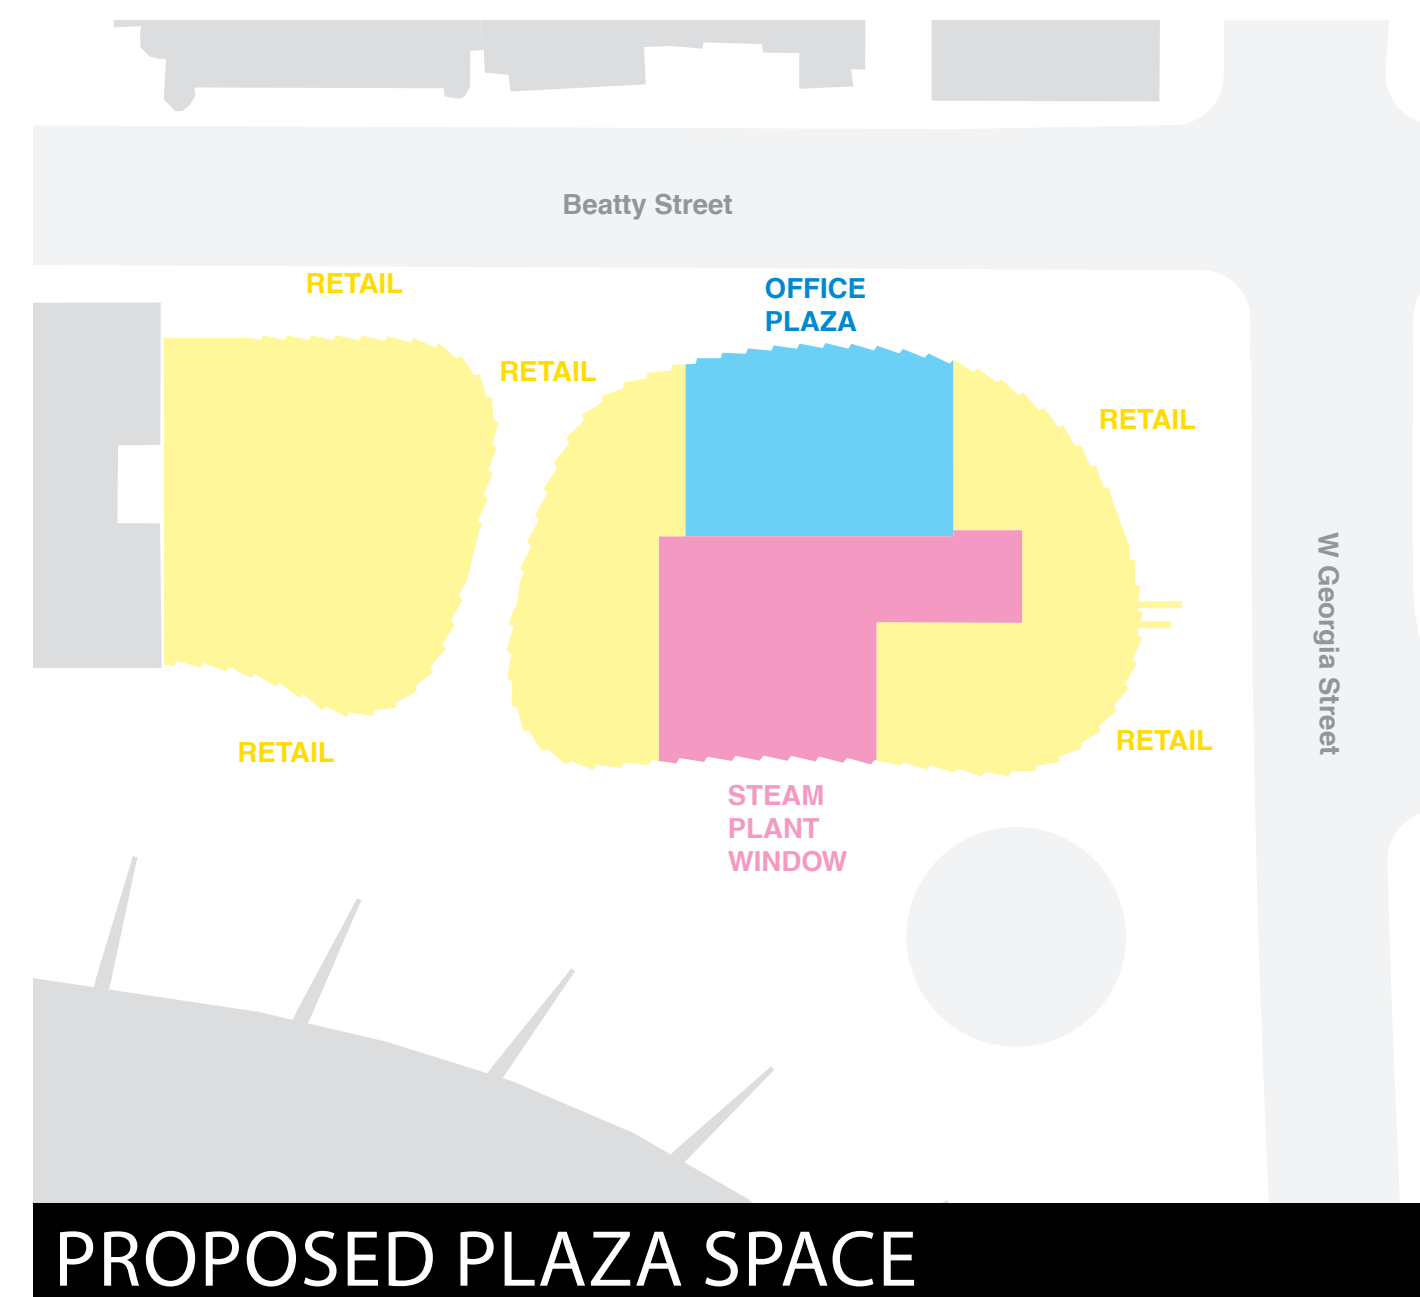 Beatty Street
RETAIL
OFFICE
PLAZA
RETAIL
RETAIL
W Georgia Street
RETAIL
RETAIL
STEAM
PLANT
WINDOW
PROPOSED PLAZA SPACE